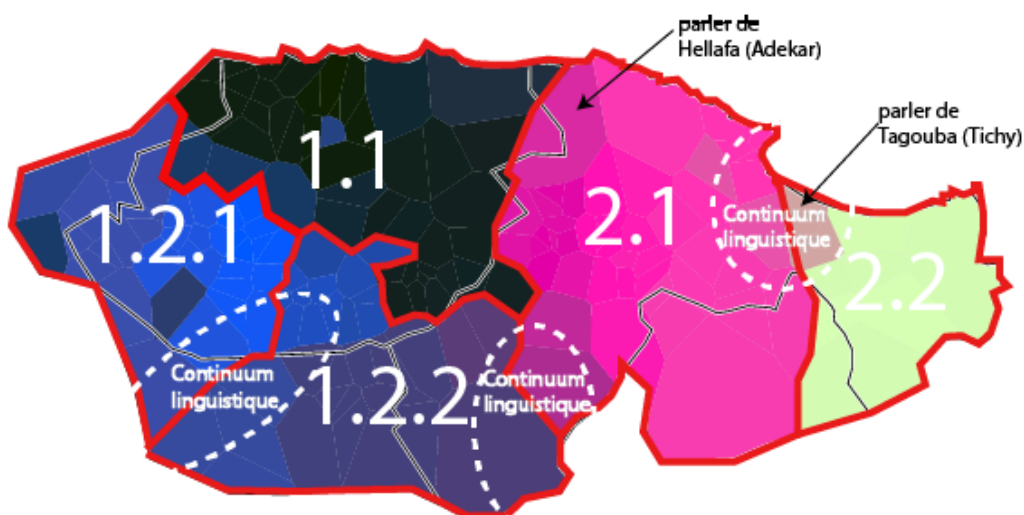 parler de
Hellafa (Adekar)
parler de
Tagouba (Tichy)
1.1
2.1
1.2.1
Continuum
linguistique
2.2
Continuum
linguistique
1.2.2
Continuum
linguistique